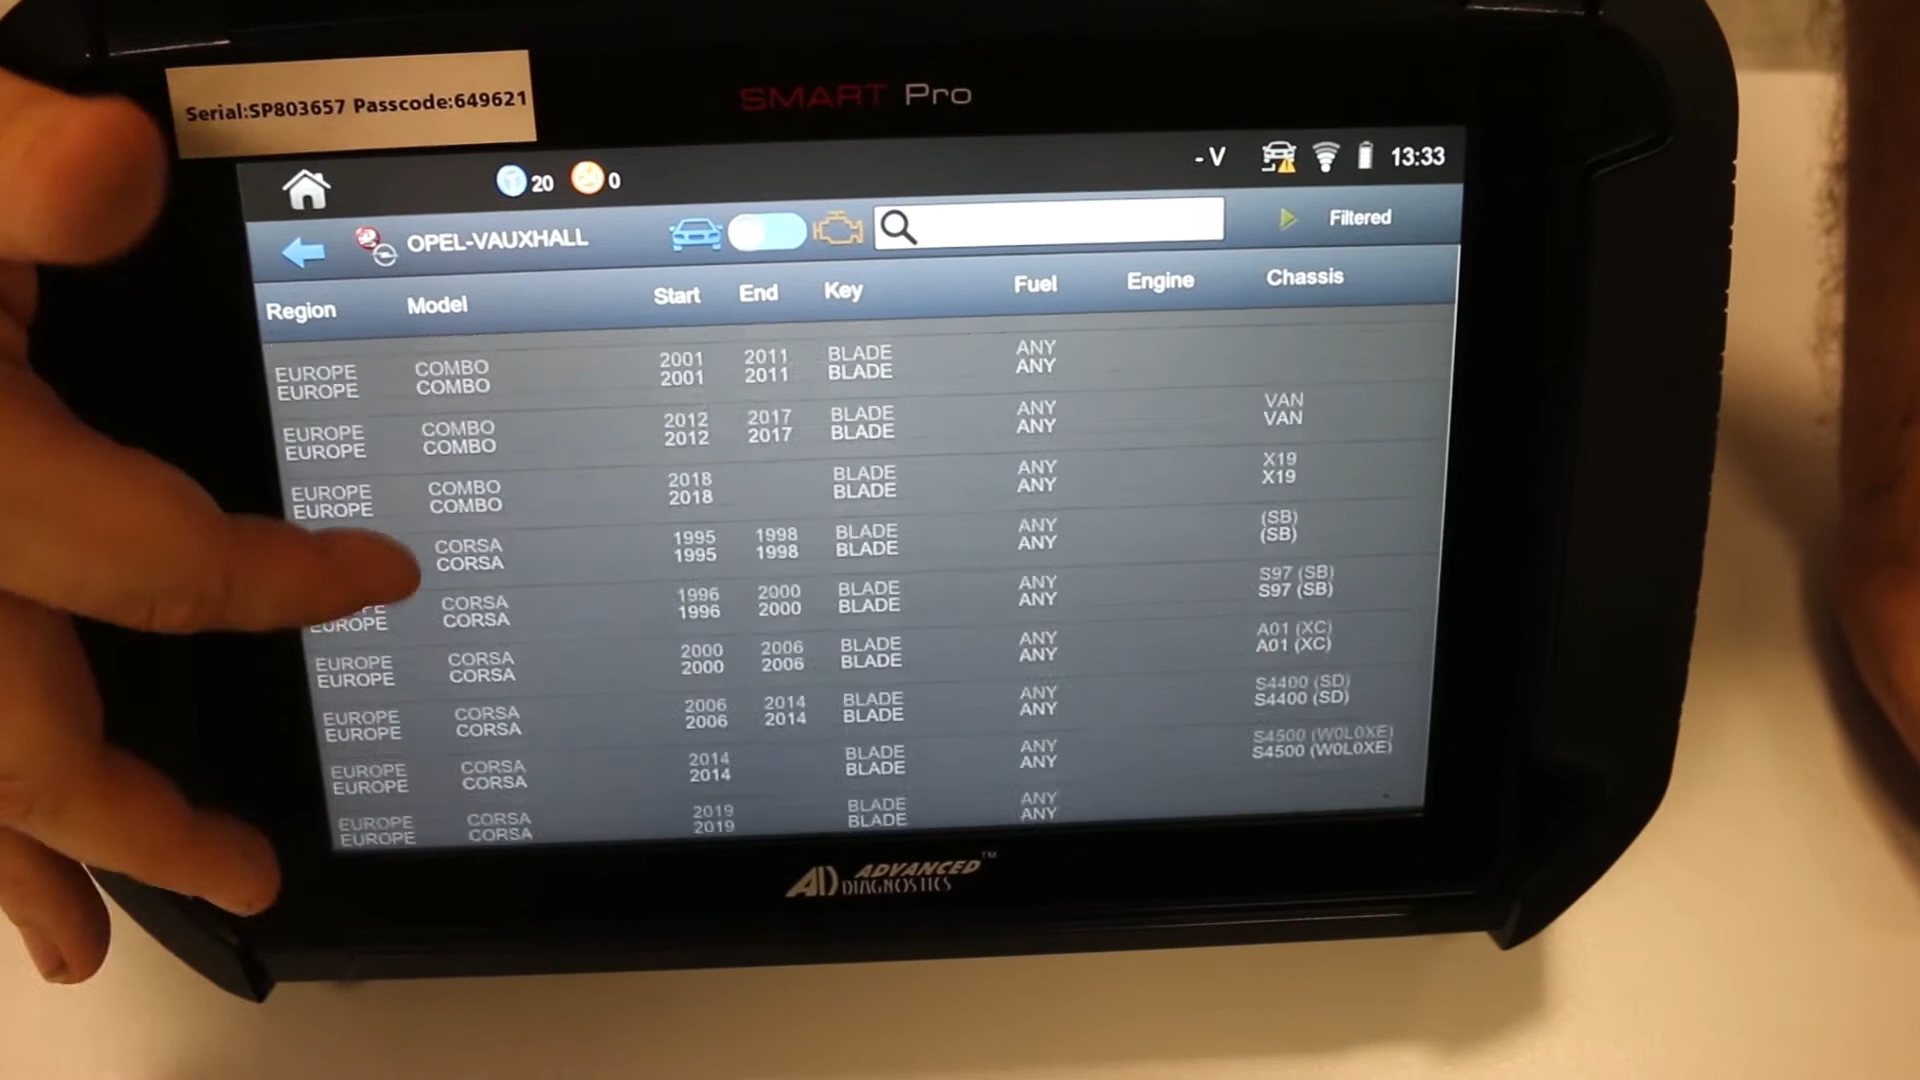 Serial:SP803657 Passcode:649621
SMART Pro
20 0 - V 13:33
OPEL-VAUXHALL Filtered
Region Model Start End Key Fuel Engine Chassis
EUROPE COMBO 2001 2011 BLADE ANY
EUROPE COMBO 2001 2011 BLADE ANY
EUROPE COMBO 2012 2017 BLADE ANY VAN
EUROPE COMBO 2012 2017 BLADE ANY VAN
EUROPE COMBO 2018 BLADE ANY X19
EUROPE COMBO 2018 BLADE ANY X19
CORSA 1995 1998 BLADE ANY (SB)
CORSA 1995 1998 BLADE ANY (SB)
CORSA 1996 2000 BLADE ANY S97 (SB)
EUROPE CORSA 1996 2000 BLADE ANY S97 (SB)
EUROPE CORSA 2000 2006 BLADE ANY A01 (XC)
EUROPE CORSA 2000 2006 BLADE ANY A01 (XC)
EUROPE CORSA 2006 2014 BLADE ANY S4400 (SD)
EUROPE CORSA 2006 2014 BLADE ANY S4400 (SD)
EUROPE CORSA 2014 BLADE ANY S4500 (W0L0XE)
EUROPE CORSA 2014 BLADE ANY S4500 (W0L0XE)
EUROPE CORSA 2019 BLADE ANY
EUROPE CORSA 2019 BLADE ANY
AD ADVANCED DIAGNOSTICS™